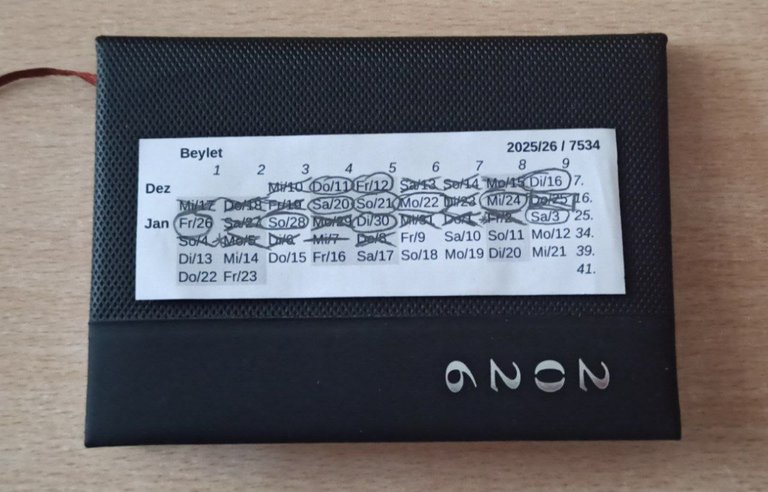 Beylet 2025/26 / 7534
1 2 3 4 5 6 7 8 9
Dez Mi/10 Do/11 Fr/12 Sa/13 So/14 Mo/15 Di/16 7.
Mi/17 Do/18 Fr/19 Sa/20 So/21 Mo/22 Di/23 Mi/24 Do/25 16.
Jan Fr/26 Sa/27 So/28 Mo/29 Di/30 Mi/31 Do/1 Fr/2 Sa/3 25.
So/4 Mo/5 Di/6 Mi/7 Do/8 Fr/9 Sa/10 So/11 Mo/12 34.
Di/13 Mi/14 Do/15 Fr/16 Sa/17 So/18 Mo/19 Di/20 Mi/21 39.
Do/22 Fr/23 41.
2026